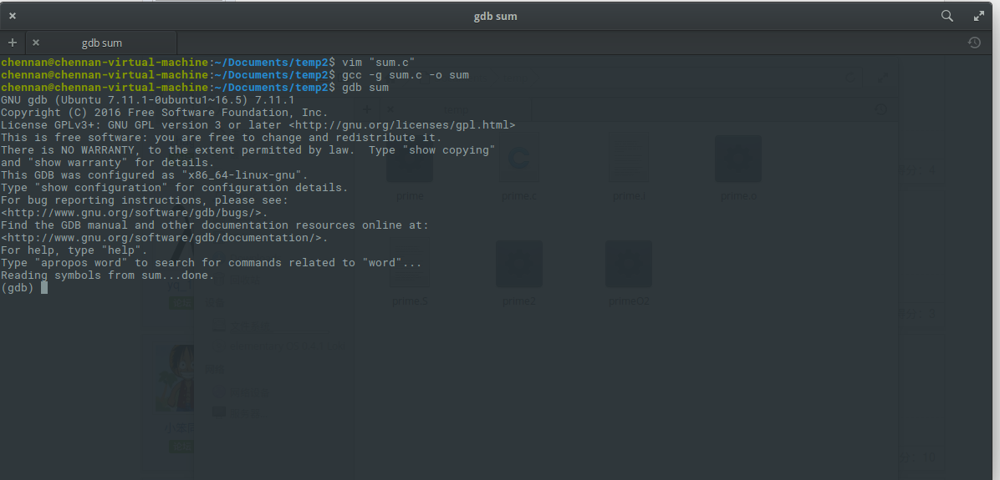 gdb sum
gdb sum
chennan@chennan-virtual-machine:~/Documents/temp2$ vim "sum.c"
chennan@chennan-virtual-machine:~/Documents/temp2$ gcc -g sum.c -o sum
chennan@chennan-virtual-machine:~/Documents/temp2$ gdb sum
GNU gdb (Ubuntu 7.11.1-0ubuntu1~16.5) 7.11.1
Copyright (C) 2016 Free Software Foundation, Inc.
License GPLv3+: GNU GPL version 3 or later <http://gnu.org/licenses/gpl.html>
This is free software: you are free to change and redistribute it.
There is NO WARRANTY, to the extent permitted by law.  Type "show copying"
and "show warranty" for details.
This GDB was configured as "x86_64-linux-gnu".
Type "show configuration" for configuration details.
For bug reporting instructions, please see:
<http://www.gnu.org/software/gdb/bugs/>.
Find the GDB manual and other documentation resources online at:
<http://www.gnu.org/software/gdb/documentation/>.
For help, type "help".
Type "apropos word" to search for commands related to "word"...
Reading symbols from sum...done.
(gdb)
temp
prime
prime.c
prime.i
prime.o
prime.S
prime2
primeO2